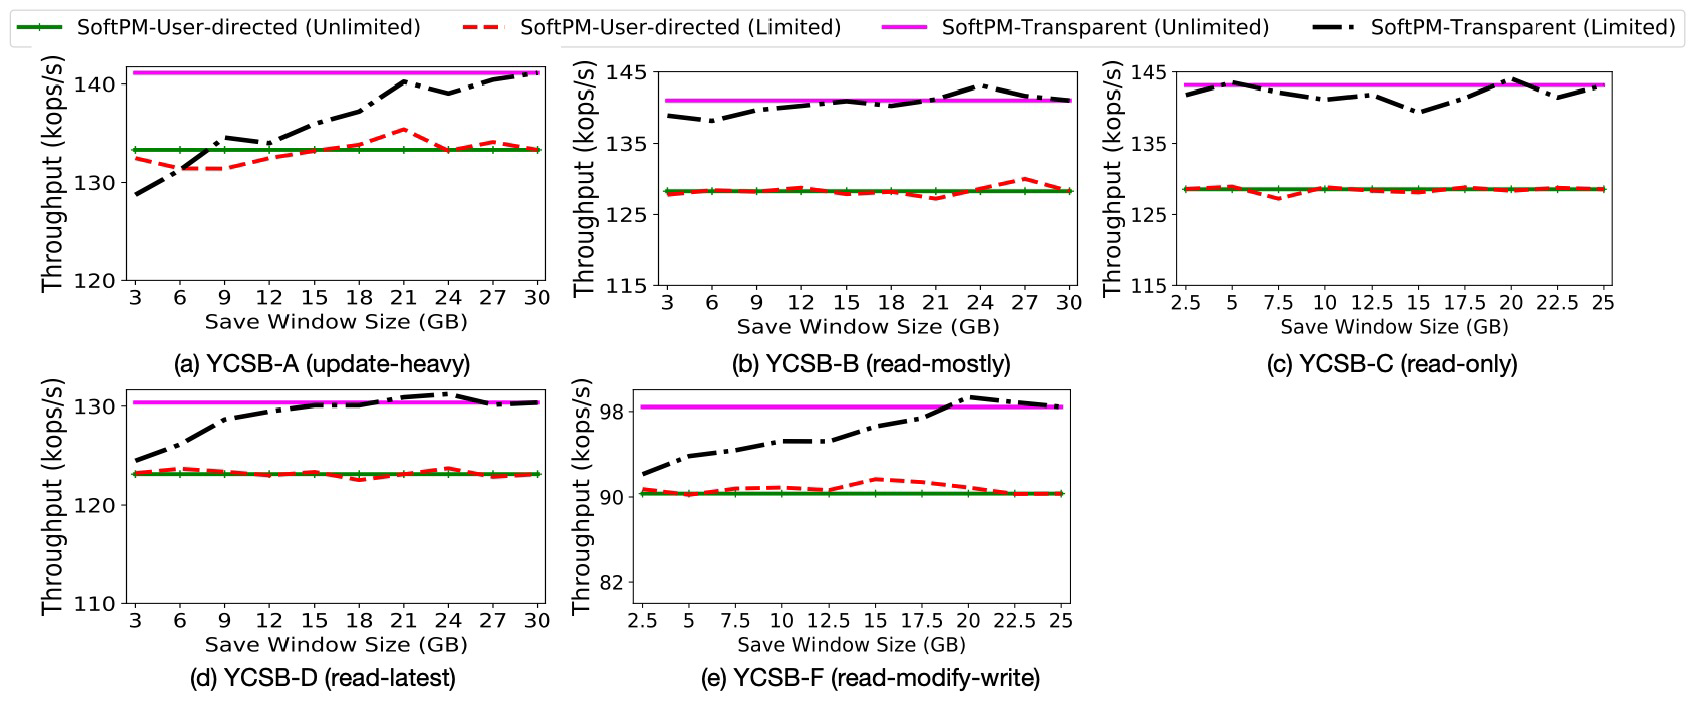 SoftPM-User-directed (Unlimited) SoftPM-User-directed (Limited) SoftPM-Transparent (Unlimited) SoftPM-Transparent (Limited)
Throughput (kops/s)
140
130
120
3 6 9 12 15 18 21 24 27 30
Save Window Size (GB)
(a) YCSB-A (update-heavy)
Throughput (kops/s)
145
135
125
115
3 6 9 12 15 18 21 24 27 30
Save Window Size (GB)
(b) YCSB-B (read-mostly)
Throughput (kops/s)
145
135
125
115
2.5 5 7.5 10 12.5 15 17.5 20 22.5 25
Save Window Size (GB)
(c) YCSB-C (read-only)
Throughput (kops/s)
130
120
110
3 6 9 12 15 18 21 24 27 30
Save Window Size (GB)
(d) YCSB-D (read-latest)
Throughput (kops/s)
98
90
82
2.5 5 7.5 10 12.5 15 17.5 20 22.5 25
Save Window Size (GB)
(e) YCSB-F (read-modify-write)